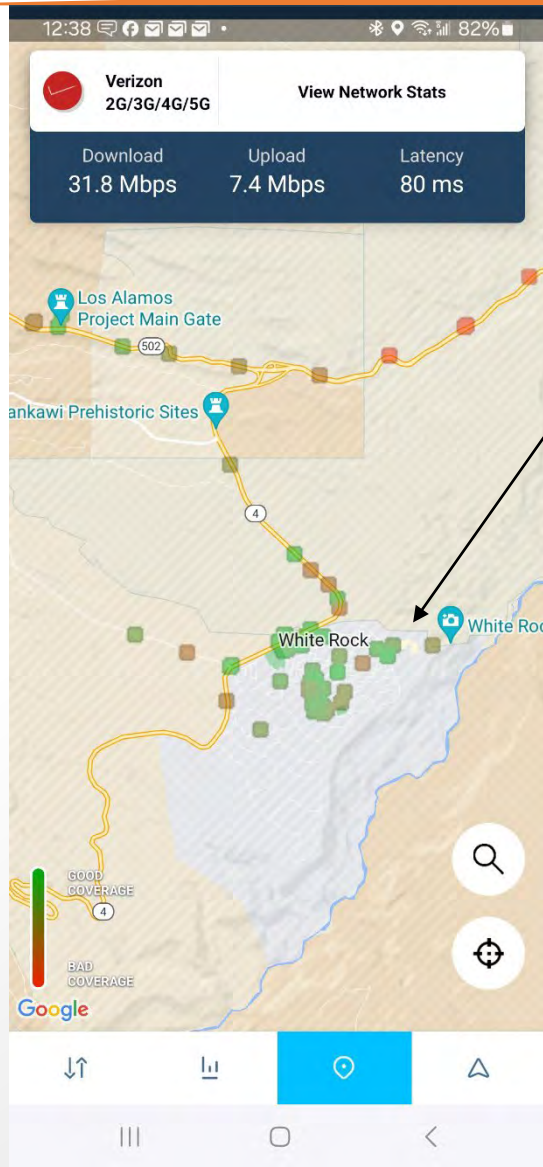 12:38
82%
Verizon
2G/3G/4G/5G
View Network Stats
Download
Upload
Latency
31.8 Mbps
7.4 Mbps
80 ms
Los Alamos
Project Main Gate
502
ankawi Prehistoric Sites
4
White Rock
White Roc
GOOD
COVERAGE
4
BAD
COVERAGE
Google